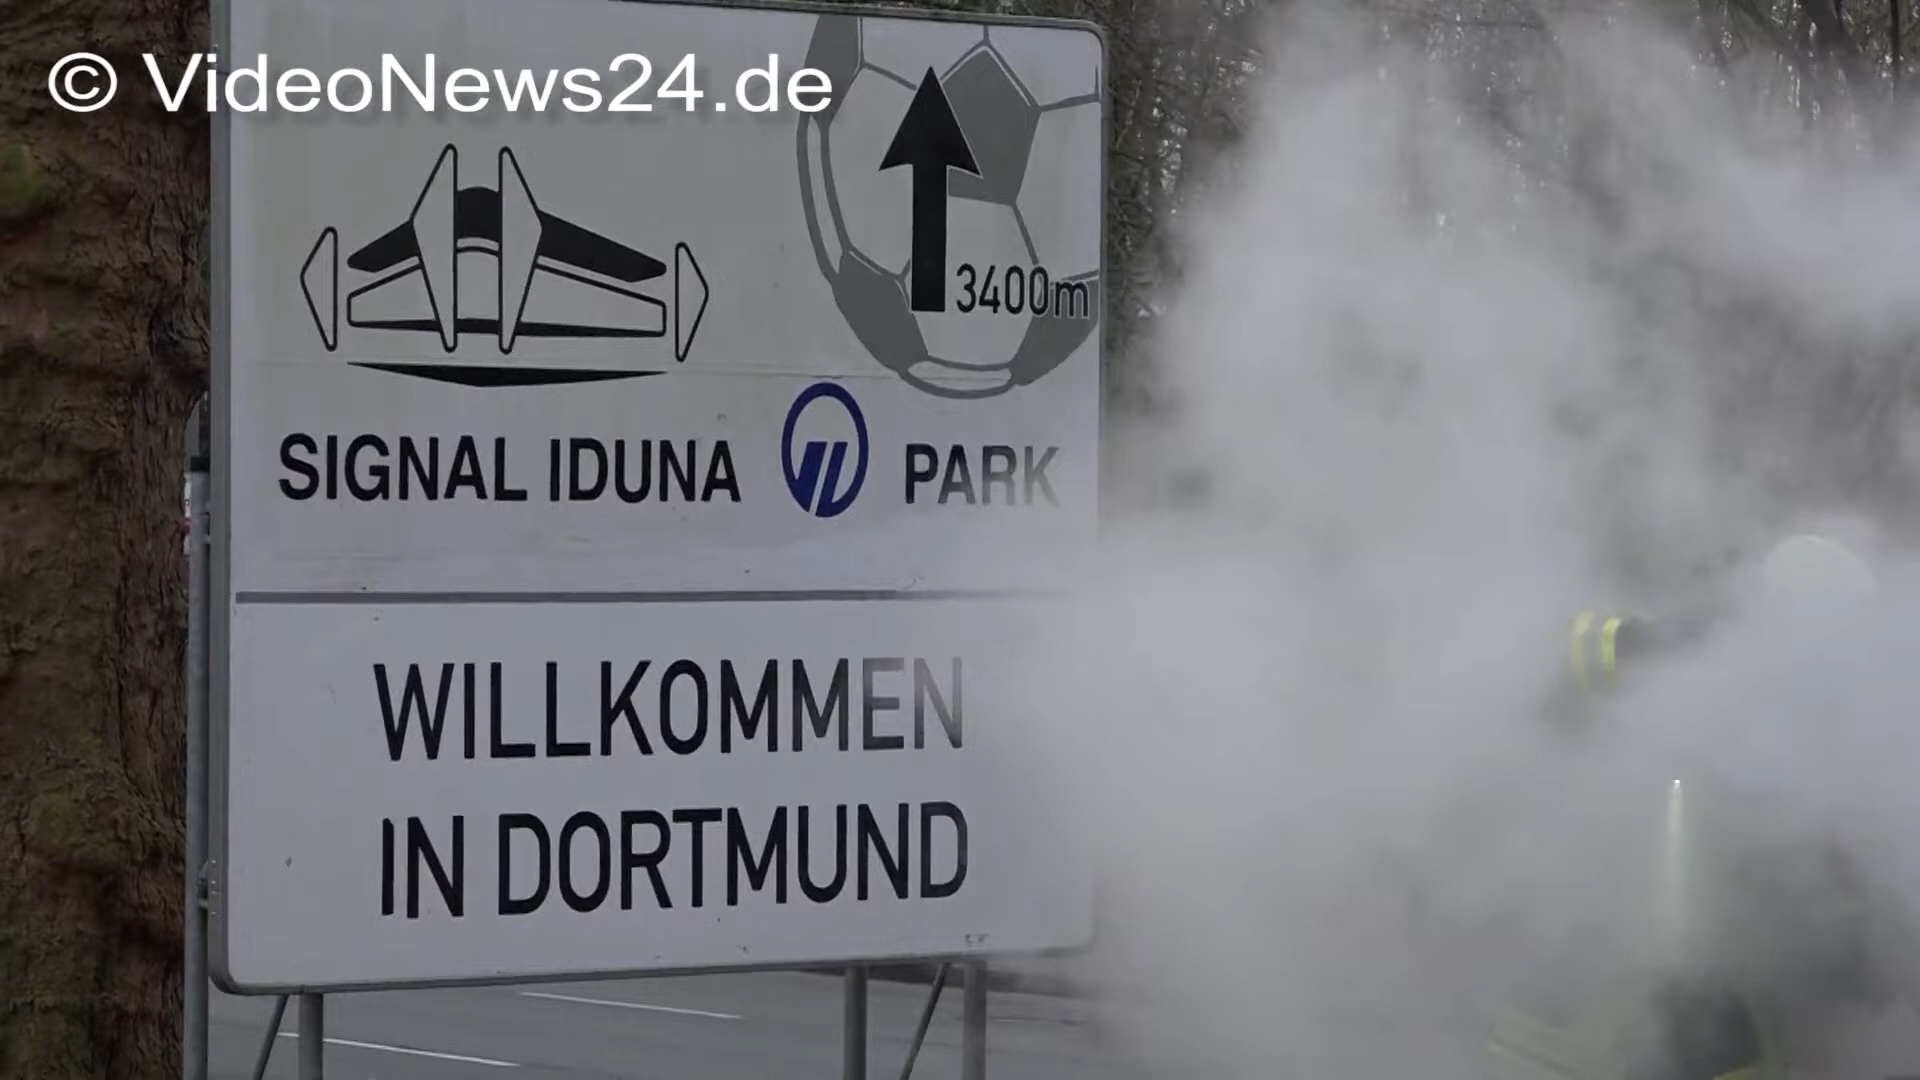 © VideoNews24.de
3400m
SIGNAL IDUNA PARK
WILLKOMMEN
IN DORTMUND